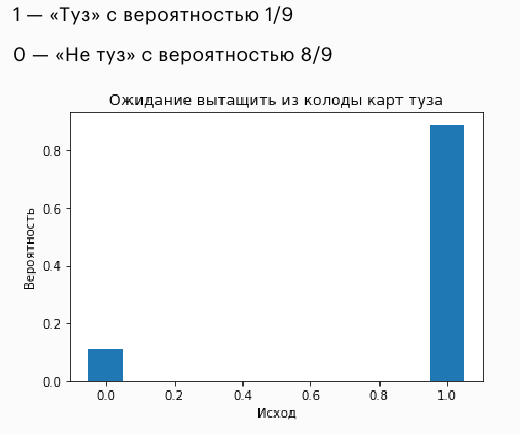 1 — «Туз» с вероятностью 1/9
0 — «Не туз» с вероятностью 8/9
Ожидание вытащить из колоды карт туза
0.8
0.6
0.4
0.2
0.0
Вероятность
0.0 0.2 0.4 0.6 0.8 1.0
Исход